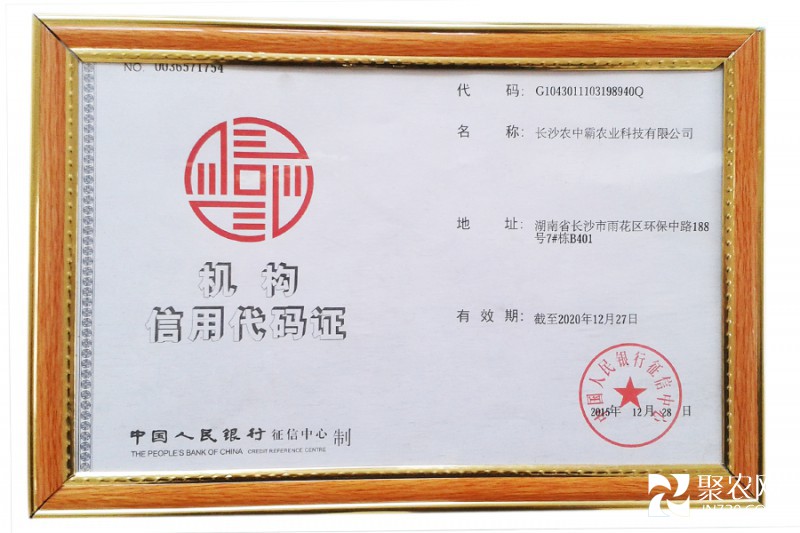 NO. 0036571754
机 构
信用代码证
中国人民银行 征信中心 制
THE PEOPLE'S BANK OF CHINA CREDIT REFERENCE CENTRE
代 码: G1043011103198940Q
名 称: 长沙农中霸农业科技有限公司
地 址: 湖南省长沙市雨花区环保中路188
号7#栋B401
有 效 期: 截至2020年12月27日
中国人民银行征信中心
2015年 12月 28 日
聚农网